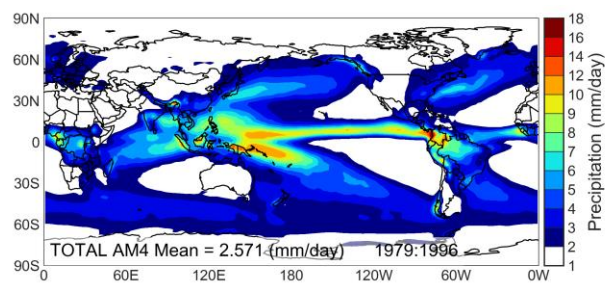 90N
60N
30N
0
30S
60S
90S
0
60E
120E
180
120W
60W
0W
TOTAL AM4 Mean = 2.571 (mm/day) 1979:1996
18
16
14
12
10
9
8
7
6
5
4
3
2
1
Precipitation (mm/day)